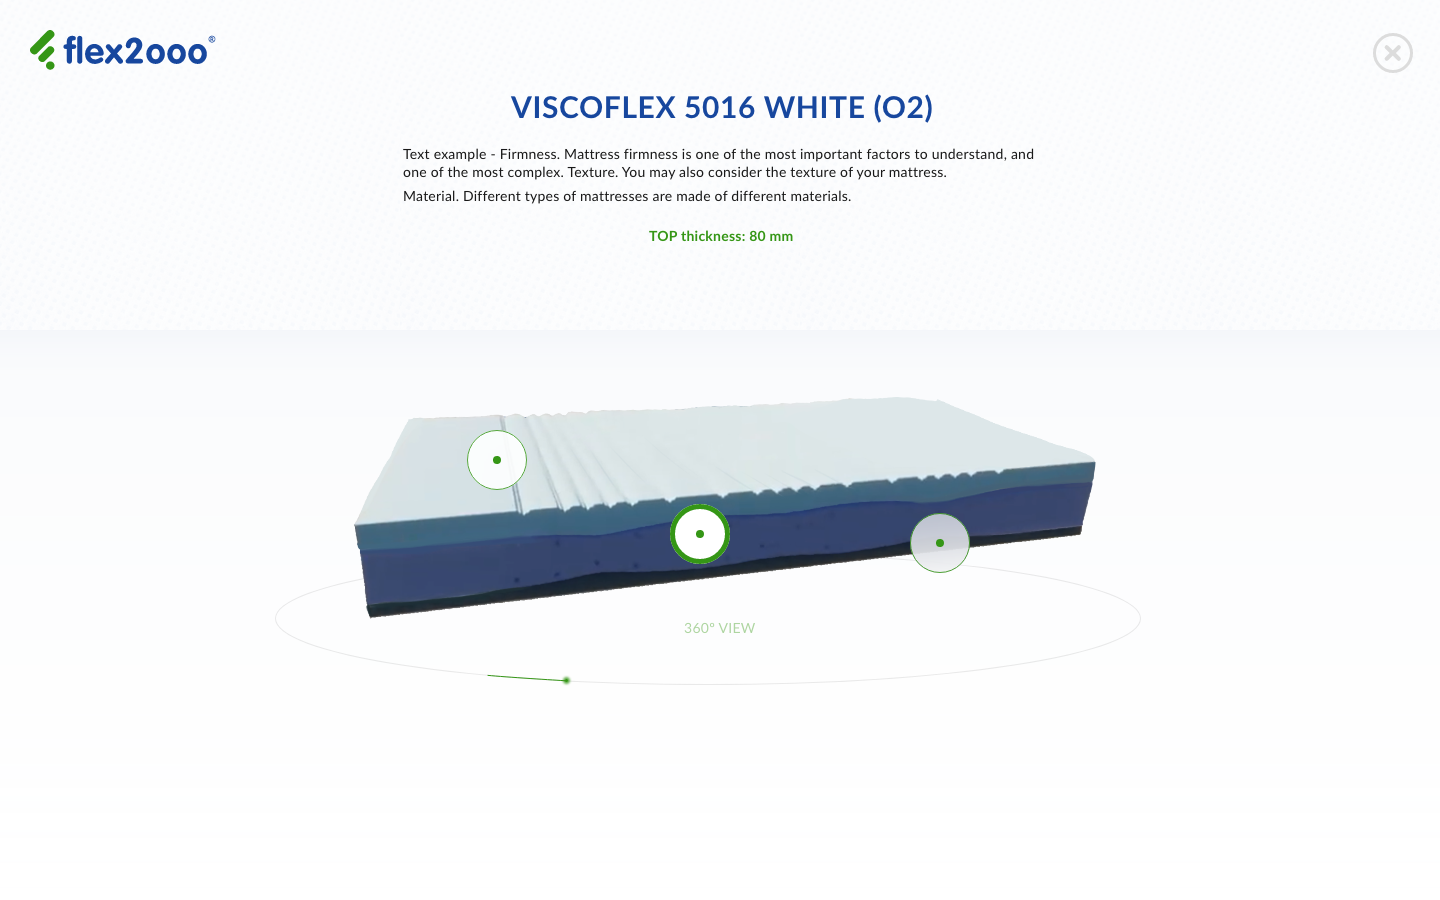 flex2ooo®
VISCOFLEX 5016 WHITE (O2)
Text example - Firmness. Mattress firmness is one of the most important factors to understand, and
one of the most complex. Texture. You may also consider the texture of your mattress.
Material. Different types of mattresses are made of different materials.
TOP thickness: 80 mm
360º VIEW